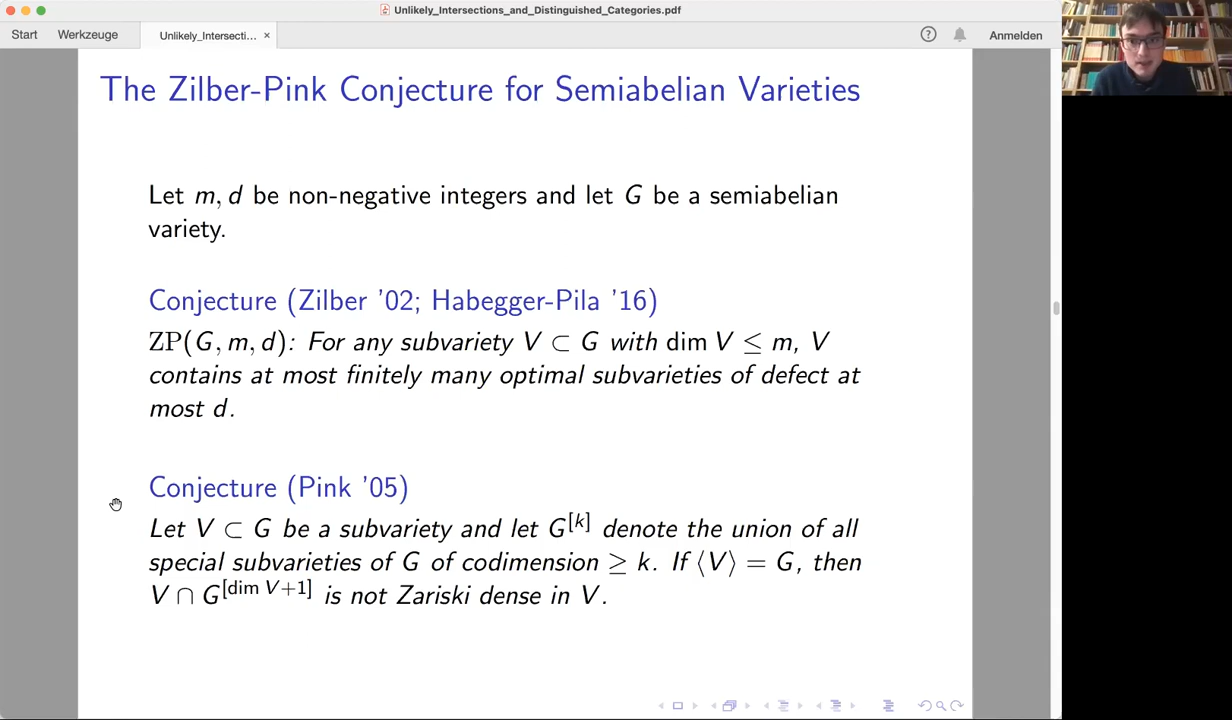 Unlikely_Intersections_and_Distinguished_Categories.pdf
Start Werkzeuge Unlikely_Intersecti... × Anmelden
The Zilber-Pink Conjecture for Semiabelian Varieties
Let m, d be non-negative integers and let G be a semiabelian
variety.
Conjecture (Zilber '02; Habegger-Pila '16)
ZP(G, m, d): For any subvariety V ⊂ G with dim V ≤ m, V
contains at most finitely many optimal subvarieties of defect at
most d.
Conjecture (Pink '05)
Let V ⊂ G be a subvariety and let G^[k] denote the union of all
special subvarieties of G of codimension ≥ k. If ⟨V⟩ = G, then
V ∩ G^[dim V+1] is not Zariski dense in V.